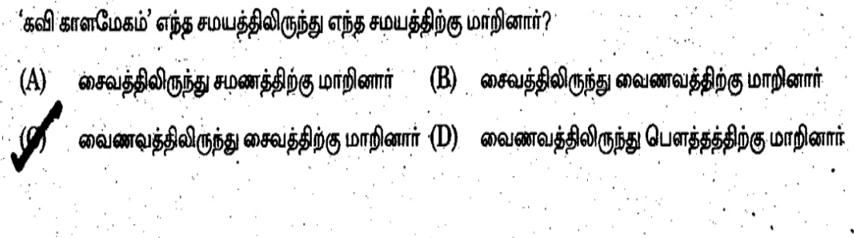 ‘கவி காளமேகம்’ எந்த சமயத்திலிருந்து எந்த சமயத்திற்கு மாறினார்?
(A) சைவத்திலிருந்து சமணத்திற்கு மாறினார் (B) சைவத்திலிருந்து வைணவத்திற்கு மாறினார்
(C) வைணவத்திலிருந்து சைவத்திற்கு மாறினார் (D) வைணவத்திலிருந்து பௌத்தத்திற்கு மாறினார்